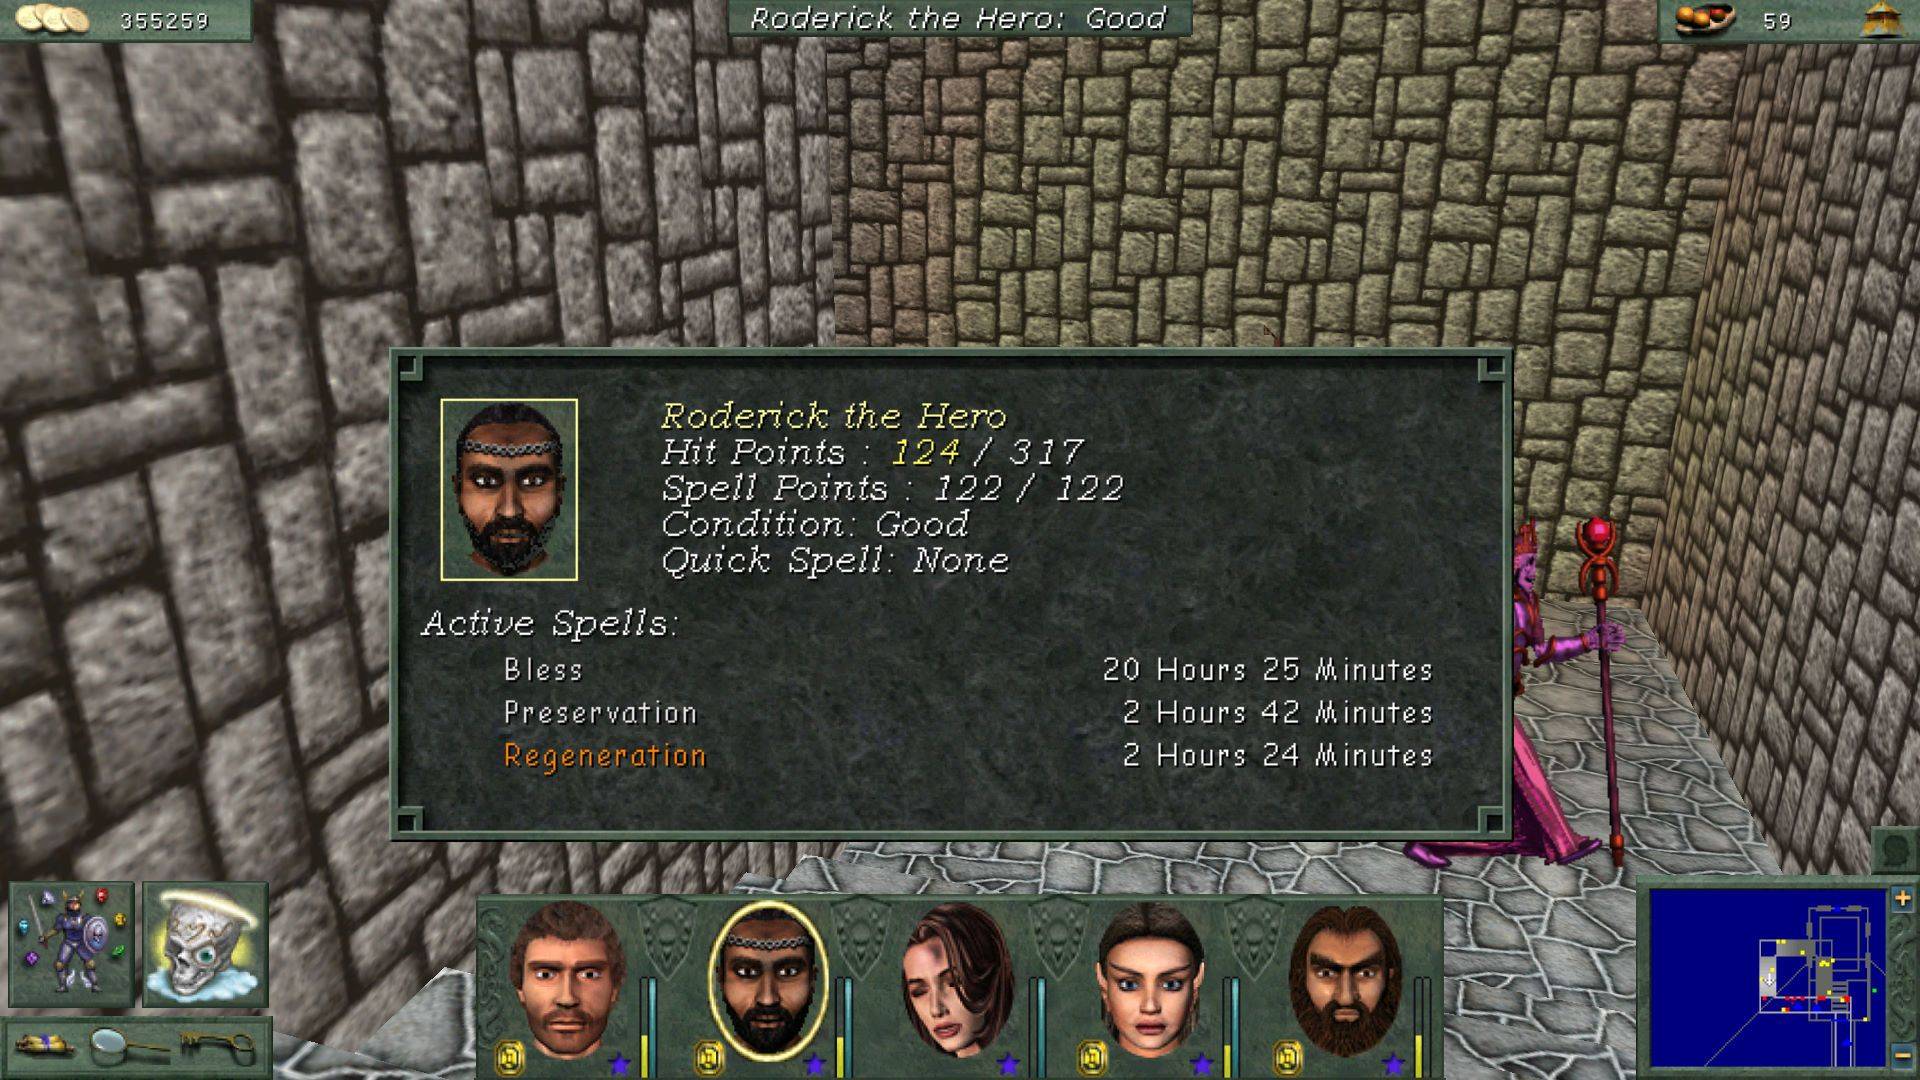 355259
Roderick the Hero: Good
59
Roderick the Hero
Hit Points : 124 / 317
Spell Points : 122 / 122
Condition: Good
Quick Spell: None
Active Spells:
Bless 20 Hours 25 Minutes
Preservation 2 Hours 42 Minutes
Regeneration 2 Hours 24 Minutes